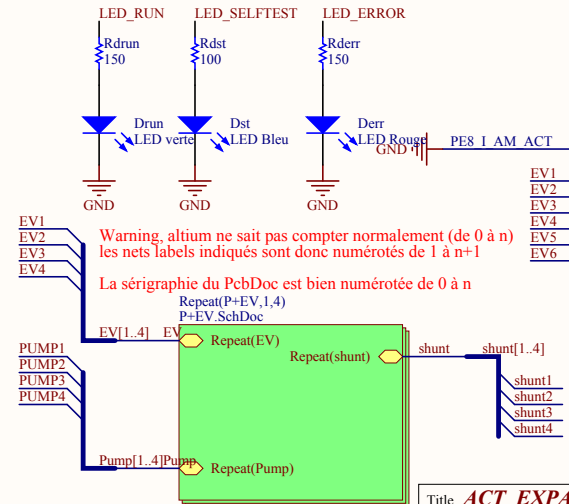 LED_RUN LED_SELFTEST LED_ERROR
Rdrun Rdst Rderr
150 100 150
Drun Dst Derr
LED verte LED Bleu LED Rouge
GND PE8_I_AM_ACT
GND GND GND
EV1
EV2
EV3
EV4
EV5
EV6
EV1
EV2
EV3
EV4
Warning, altium ne sait pas compter normalement (de 0 à n)
les nets labels indiqués sont donc numérotés de 1 à n+1
La sérigraphie du PcbDoc est bien numérotée de 0 à n
Repeat(P+EV,1,4)
P+EV.SchDoc
EV[1..4] EV Repeat(EV)
Repeat(shunt) shunt shunt[1..4]
PUMP1
PUMP2
PUMP3
PUMP4
shunt1
shunt2
shunt3
shunt4
Pump[1..4] Pump Repeat(Pump)
Title ACT_EXPA